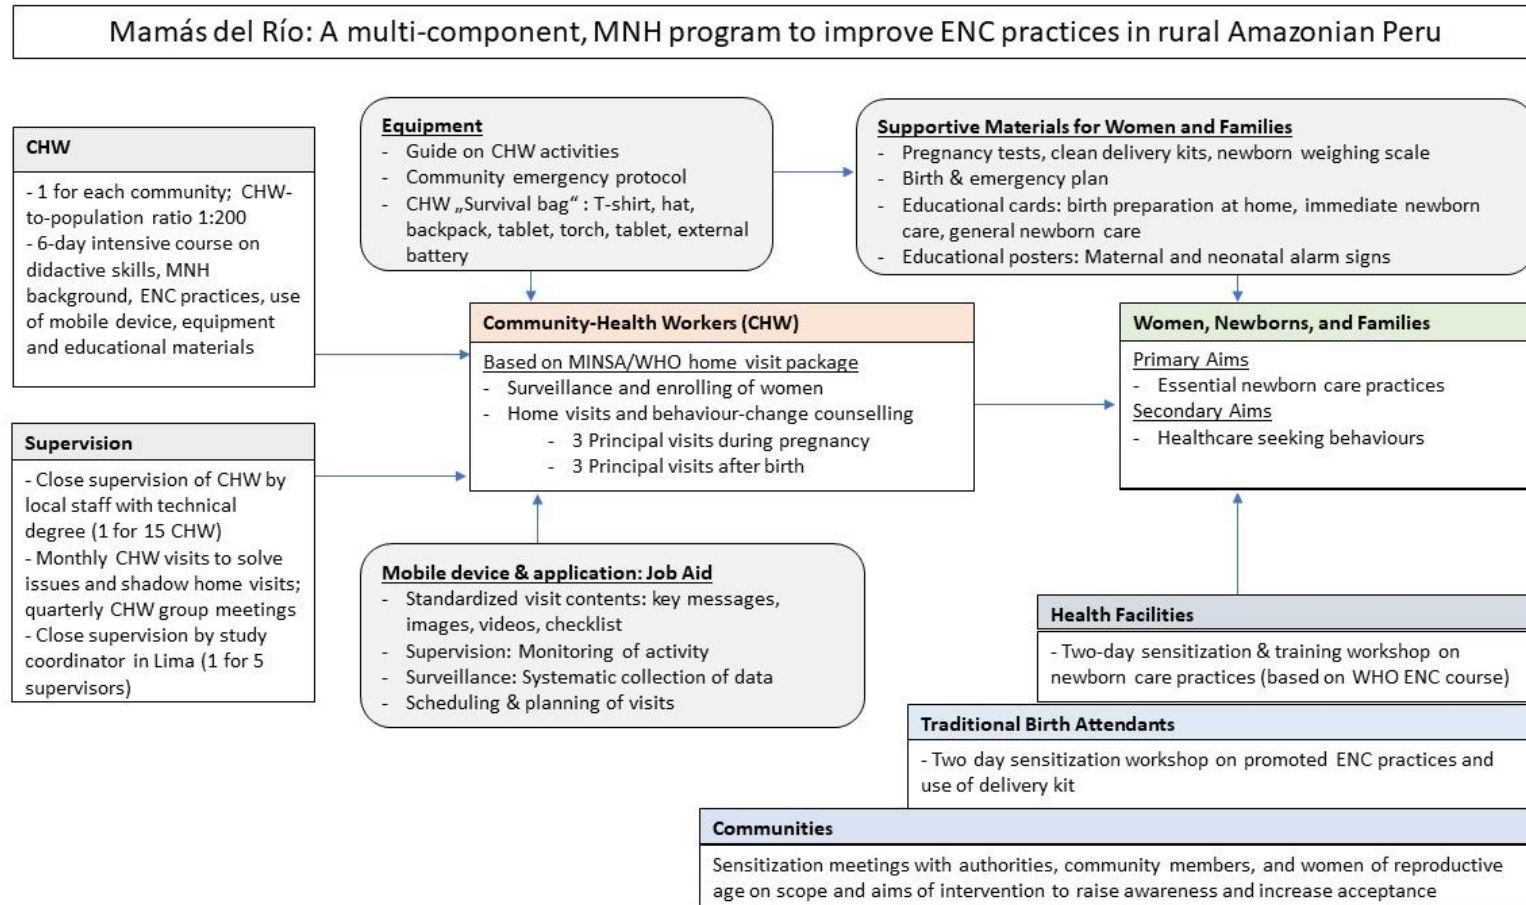 Mamás del Río: A multi-component, MNH program to improve ENC practices in rural Amazonian Peru
CHW
- 1 for each community; CHW-
to-population ratio 1:200
- 6-day intensive course on
didactive skills, MNH
background, ENC practices, use
of mobile device, equipment
and educational materials
Supervision
- Close supervision of CHW by
local staff with technical
degree (1 for 15 CHW)
- Monthly CHW visits to solve
issues and shadow home visits;
quarterly CHW group meetings
- Close supervision by study
coordinator in Lima (1 for 5
supervisors)
Equipment
- Guide on CHW activities
- Community emergency protocol
- CHW „Survival bag“ : T-shirt, hat,
backpack, tablet, torch, tablet, external
battery
Community-Health Workers (CHW)
Based on MINSA/WHO home visit package
- Surveillance and enrolling of women
- Home visits and behaviour-change counselling
- 3 Principal visits during pregnancy
- 3 Principal visits after birth
Mobile device & application: Job Aid
- Standardized visit contents: key messages,
images, videos, checklist
- Supervision: Monitoring of activity
- Surveillance: Systematic collection of data
- Scheduling & planning of visits
Supportive Materials for Women and Families
- Pregnancy tests, clean delivery kits, newborn weighing scale
- Birth & emergency plan
- Educational cards: birth preparation at home, immediate newborn
care, general newborn care
- Educational posters: Maternal and neonatal alarm signs
Women, Newborns, and Families
Primary Aims
- Essential newborn care practices
Secondary Aims
- Healthcare seeking behaviours
Health Facilities
- Two-day sensitization & training workshop on
newborn care practices (based on WHO ENC course)
Traditional Birth Attendants
- Two day sensitization workshop on promoted ENC practices and
use of delivery kit
Communities
Sensitization meetings with authorities, community members, and women of reproductive
age on scope and aims of intervention to raise awareness and increase acceptance